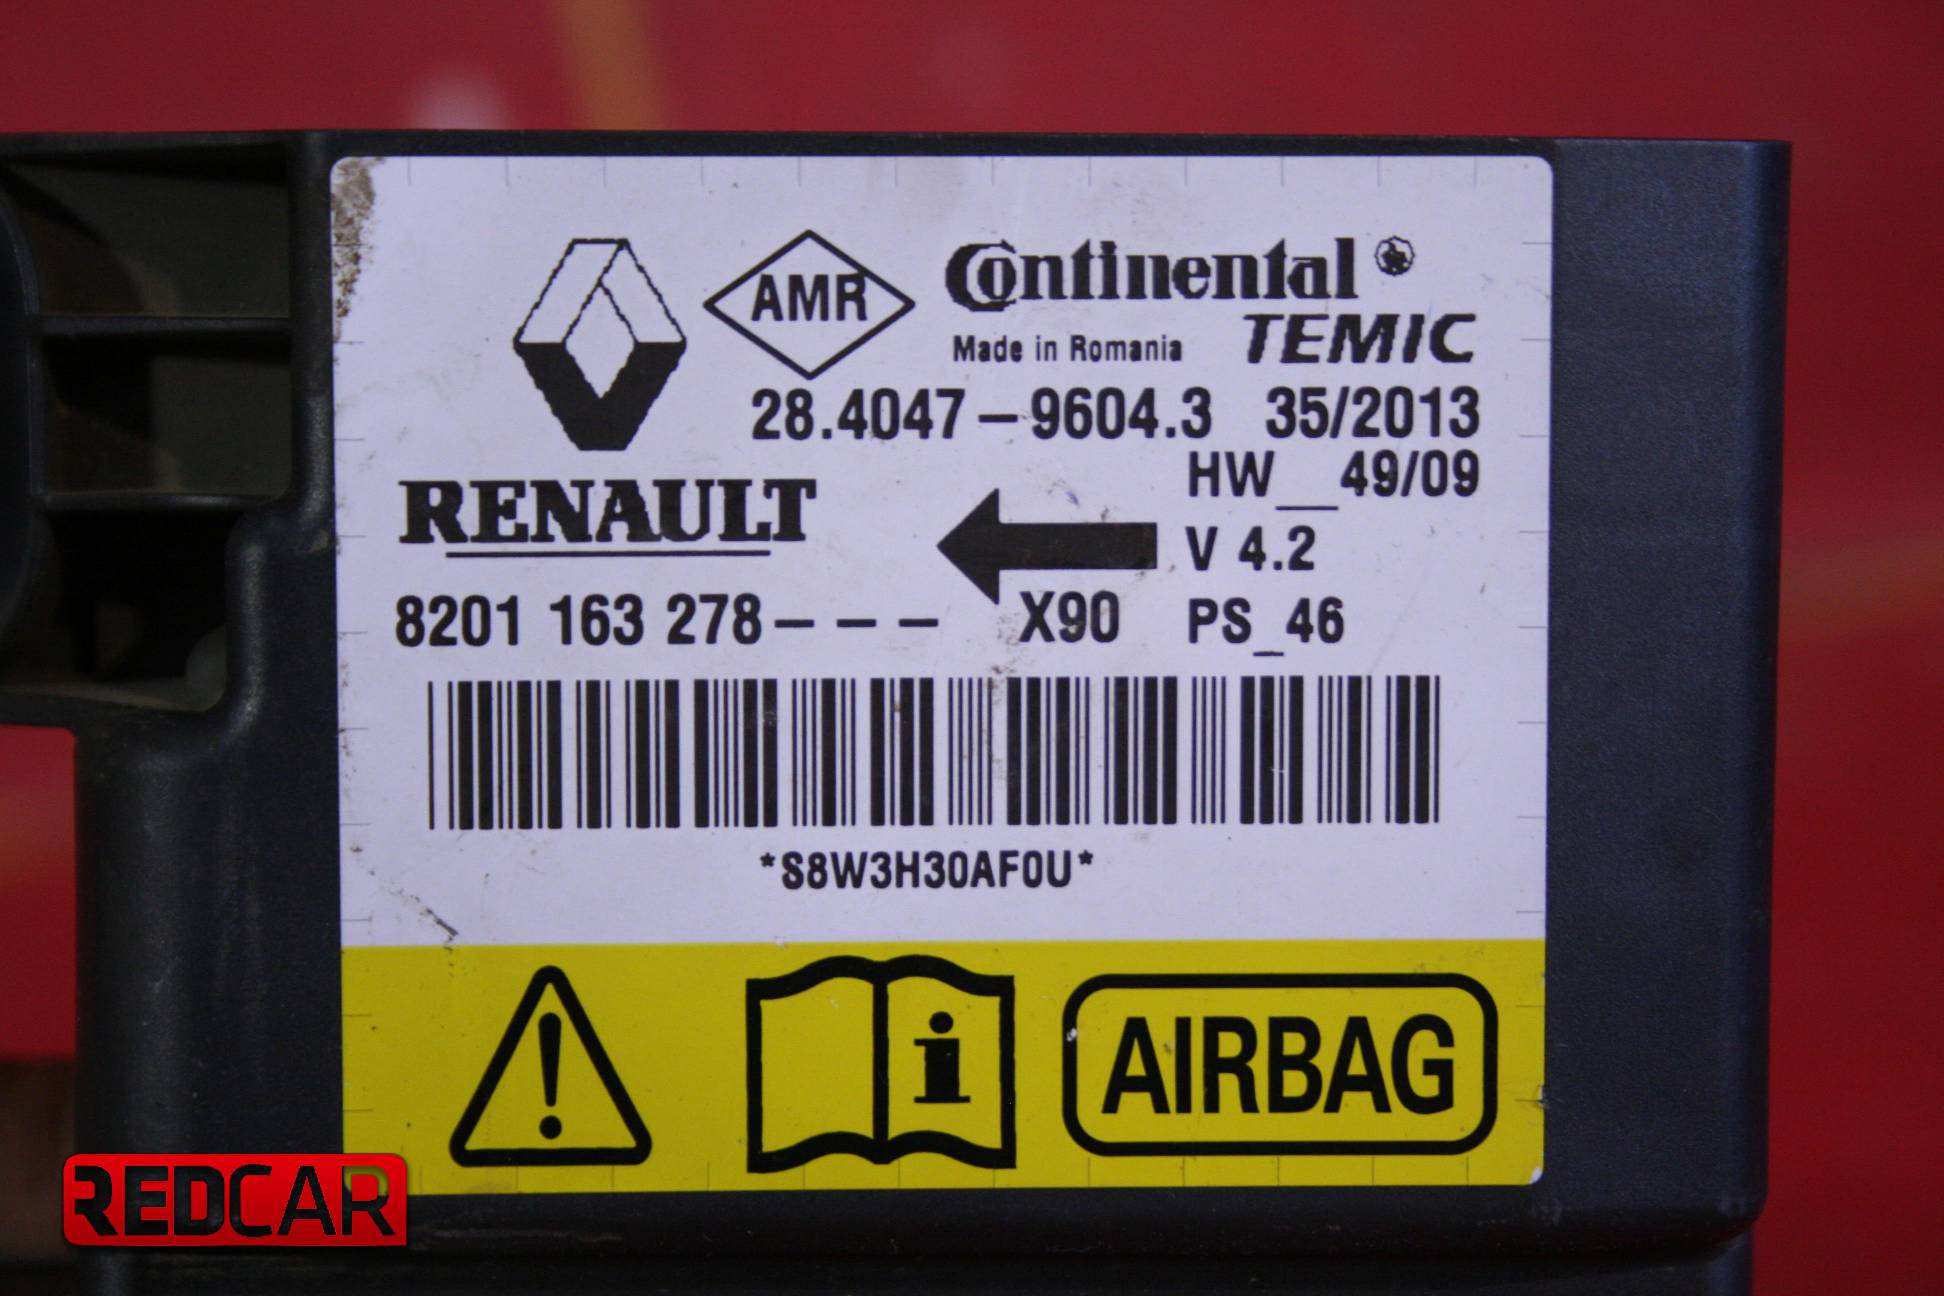 AMR
Continental
TEMIC
Made in Romania
28.4047-9604.3 35/2013
HW__49/09
RENAULT
V 4.2
8201 163 278--- X90 PS_46
*S8W3H30AF0U*
! i AIRBAG
REDCAR